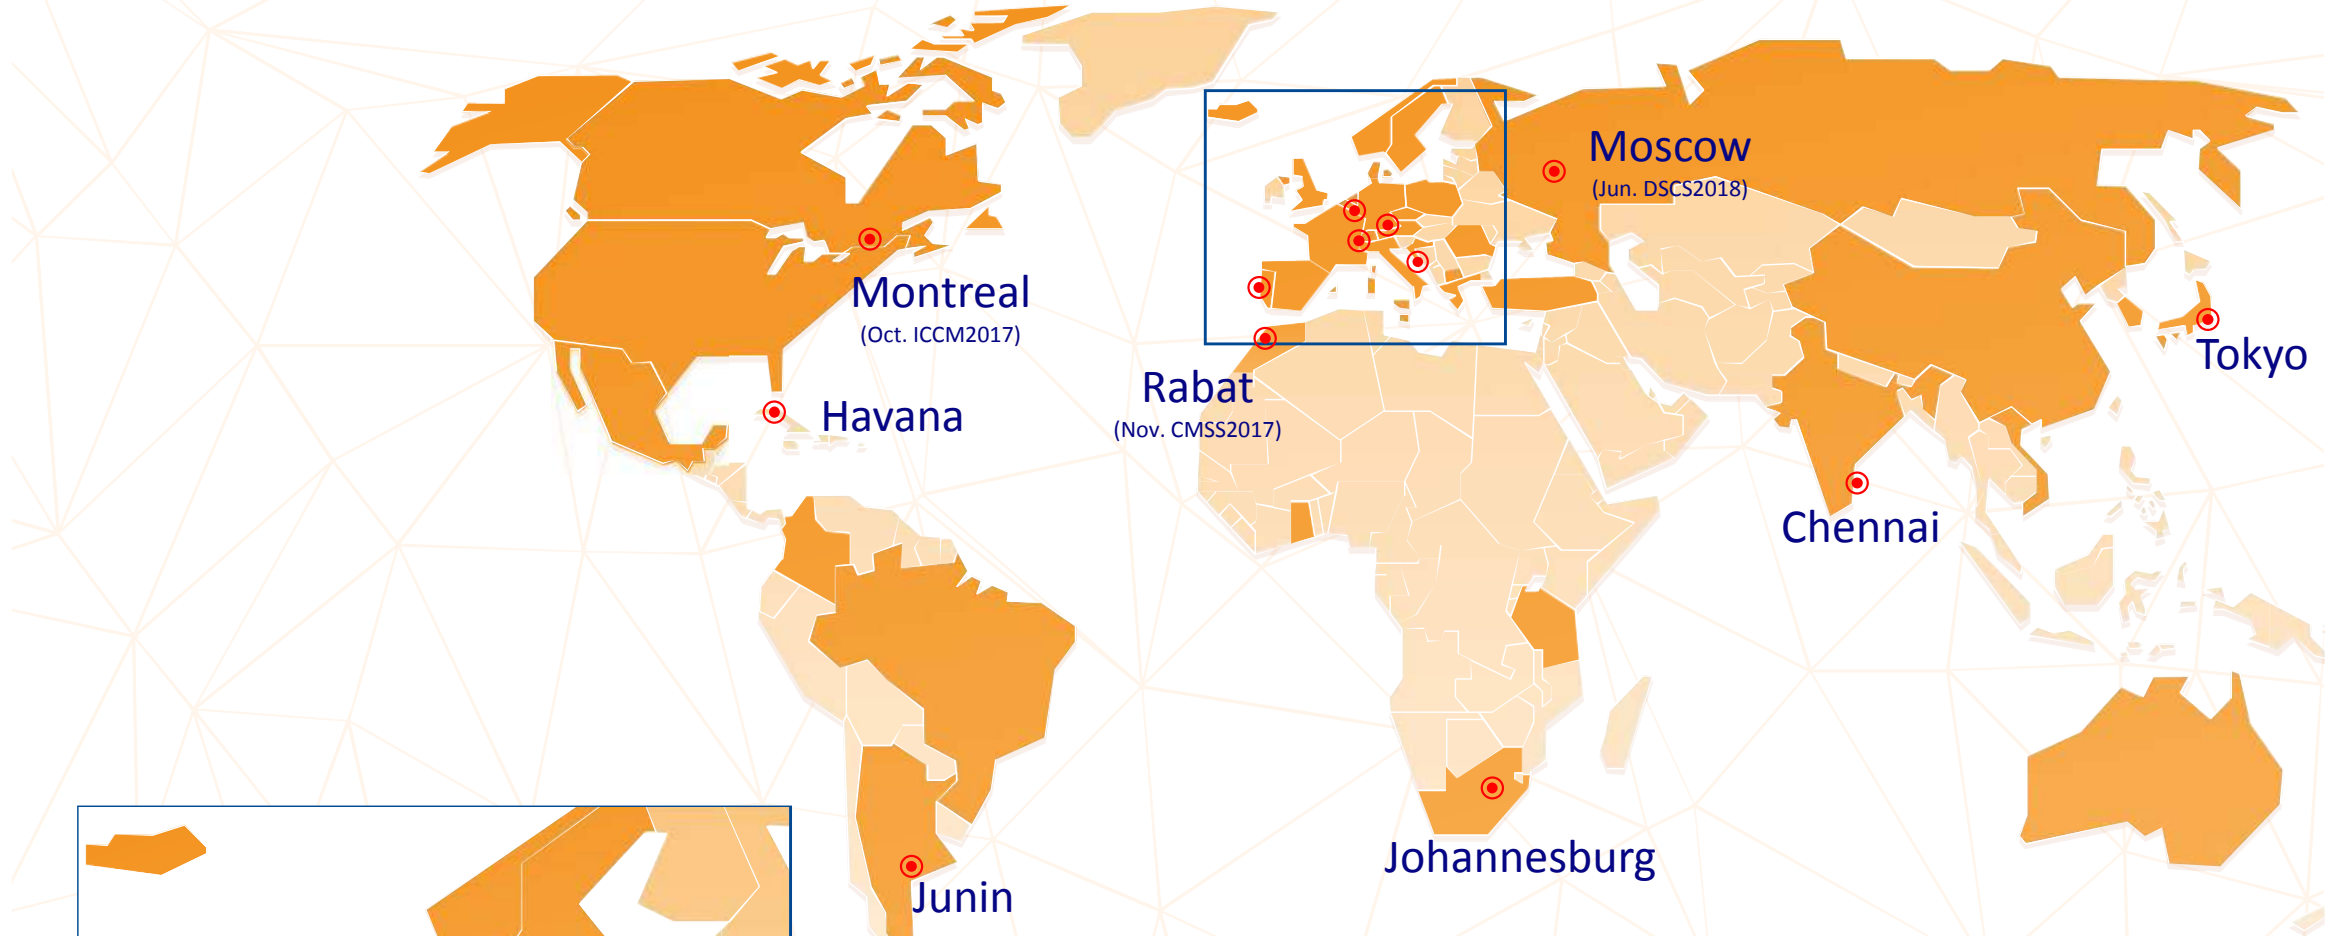 Moscow
(Jun. DSCS2018)
Montreal
(Oct. ICCM2017)
Tokyo
Rabat
(Nov. CMSS2017)
Havana
Chennai
Johannesburg
Junin